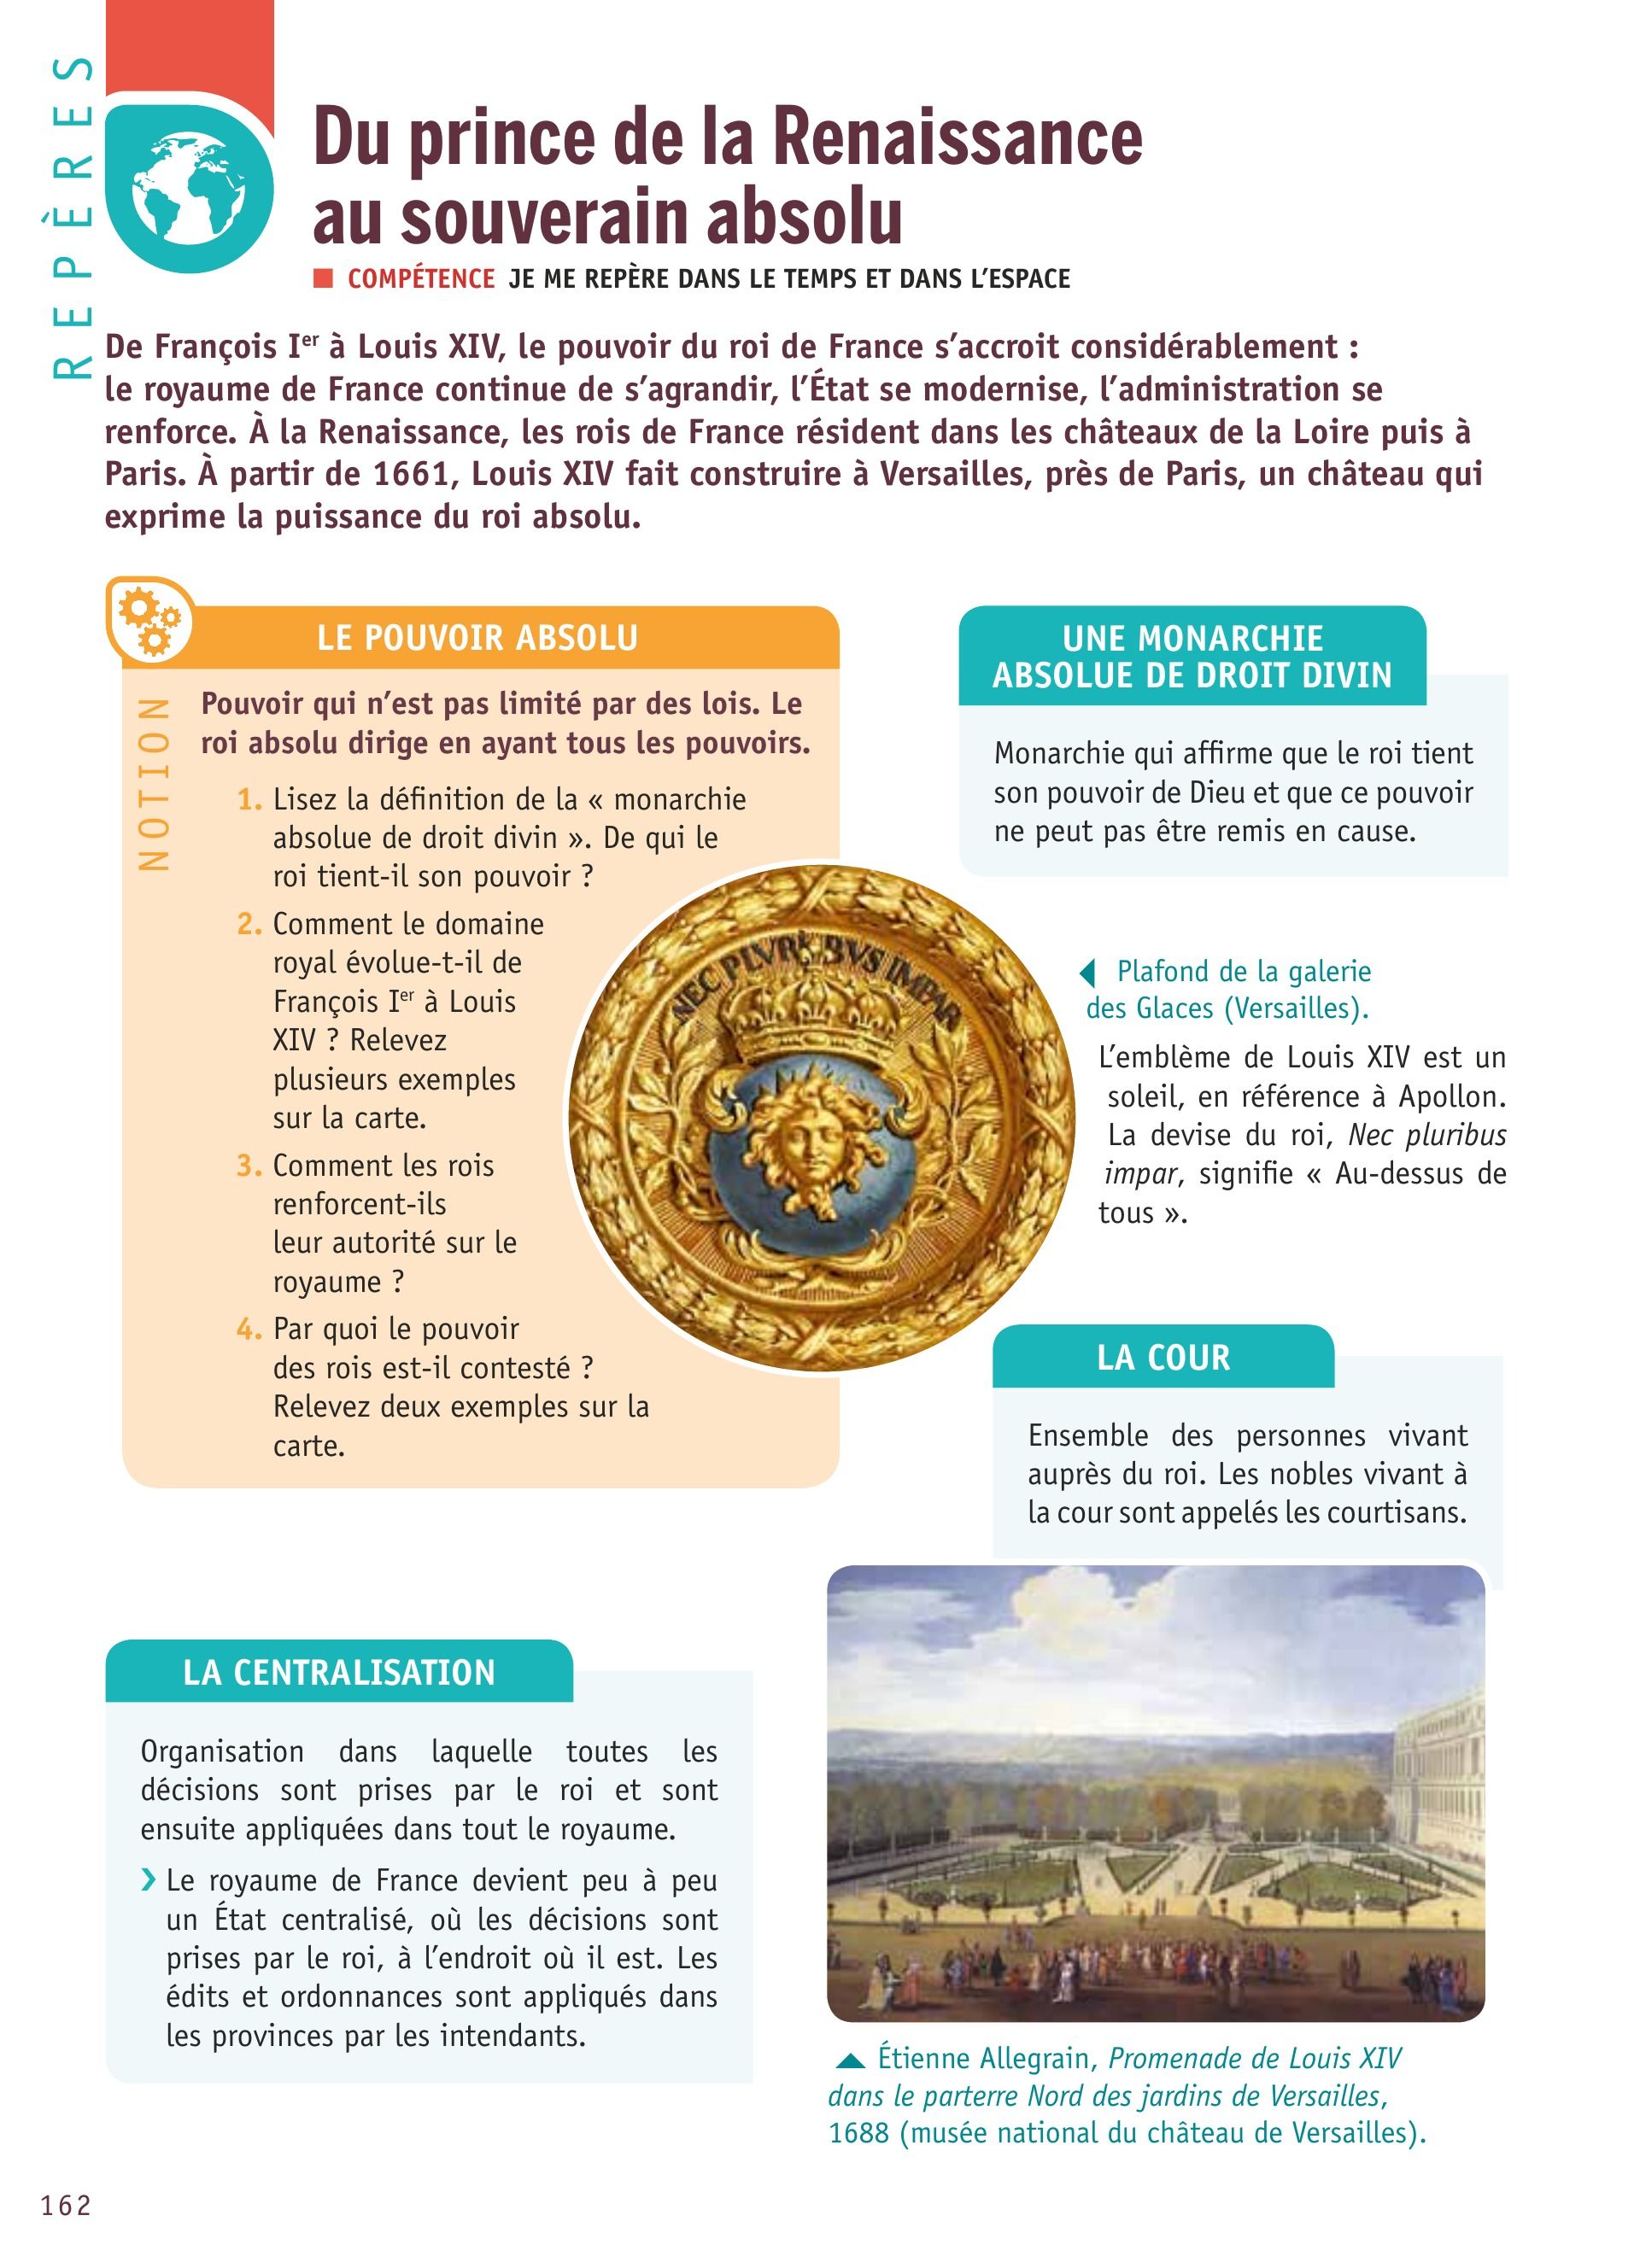 REPÈRES
Du prince de la Renaissance
au souverain absolu
■ COMPÉTENCE JE ME REPÈRE DANS LE TEMPS ET DANS L’ESPACE
De François Ier à Louis XIV, le pouvoir du roi de France s’accroit considérablement :
le royaume de France continue de s’agrandir, l’État se modernise, l’administration se
renforce. À la Renaissance, les rois de France résident dans les châteaux de la Loire puis à
Paris. À partir de 1661, Louis XIV fait construire à Versailles, près de Paris, un château qui
exprime la puissance du roi absolu.
LE POUVOIR ABSOLU
NOTION
Pouvoir qui n’est pas limité par des lois. Le
roi absolu dirige en ayant tous les pouvoirs.
1. Lisez la définition de la « monarchie
absolue de droit divin ». De qui le
roi tient-il son pouvoir ?
2. Comment le domaine
royal évolue-t-il de
François Ier à Louis
XIV ? Relevez
plusieurs exemples
sur la carte.
3. Comment les rois
renforcent-ils
leur autorité sur le
royaume ?
4. Par quoi le pouvoir
des rois est-il contesté ?
Relevez deux exemples sur la
carte.
UNE MONARCHIE
ABSOLUE DE DROIT DIVIN
Monarchie qui affirme que le roi tient
son pouvoir de Dieu et que ce pouvoir
ne peut pas être remis en cause.
NEC PLVRIBVS IMPAR
Plafond de la galerie
des Glaces (Versailles).
L’emblème de Louis XIV est un
soleil, en référence à Apollon.
La devise du roi, Nec pluribus
impar, signifie « Au-dessus de
tous ».
LA COUR
Ensemble des personnes vivant
auprès du roi. Les nobles vivant à
la cour sont appelés les courtisans.
LA CENTRALISATION
Organisation dans laquelle toutes les
décisions sont prises par le roi et sont
ensuite appliquées dans tout le royaume.
Le royaume de France devient peu à peu
un État centralisé, où les décisions sont
prises par le roi, à l’endroit où il est. Les
édits et ordonnances sont appliqués dans
les provinces par les intendants.
Étienne Allegrain, Promenade de Louis XIV
dans le parterre Nord des jardins de Versailles,
1688 (musée national du château de Versailles).
162